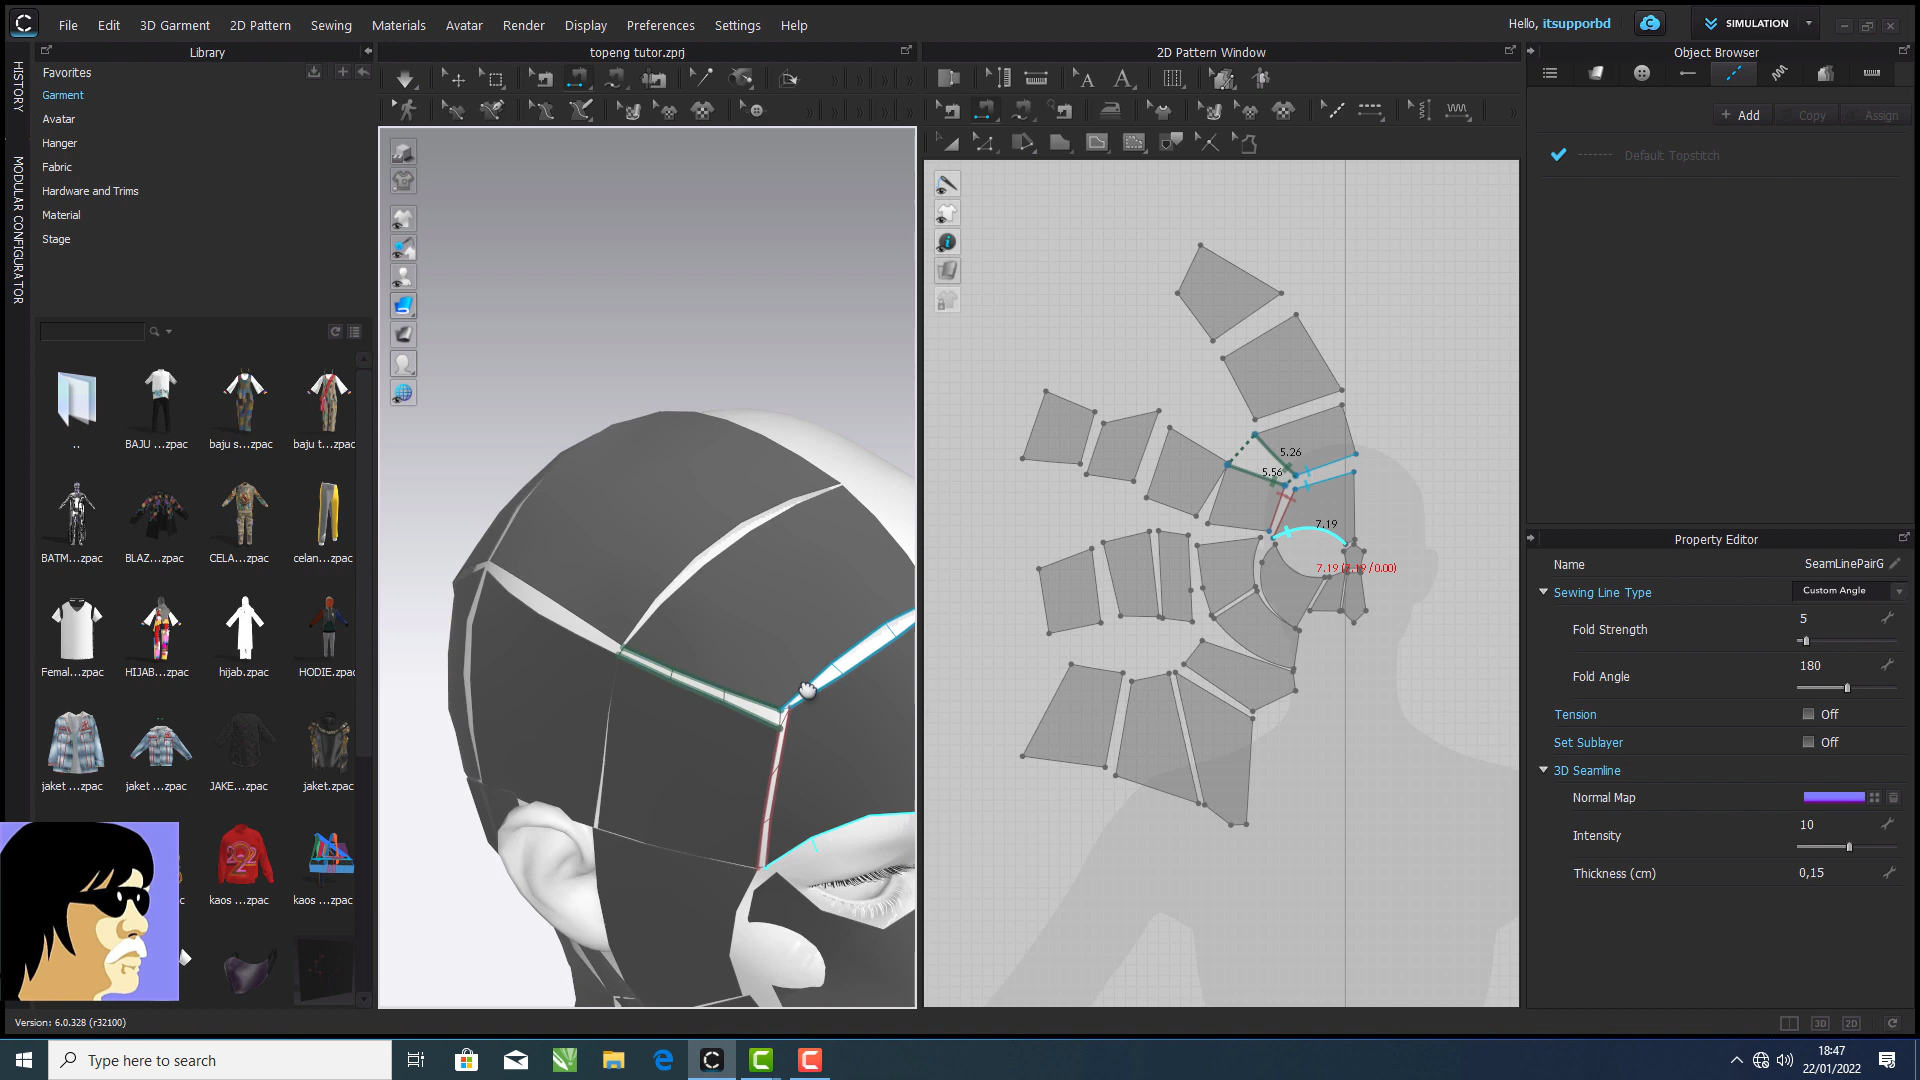 File Edit 3D Garment 2D Pattern Sewing Materials Avatar Render Display Preferences Settings Help
Hello, itsupporbd
SIMULATION
Library
topeng tutor.zprj
2D Pattern Window
Object Browser
HISTORY
MODULAR CONFIGURATOR
Favorites
Garment
Avatar
Hanger
Fabric
Hardware and Trims
Material
Stage
+ Add
Copy
Assign
Default Topstitch
..
BAJU ...zpac
baju s...zpac
baju t...zpac
BATM...zpac
BLAZ...zpac
CELA...zpac
celan...zpac
Femal...zpac
HIJAB...zpac
hijab.zpac
HODIE.zpac
jaket ...zpac
jaket ...zpac
JAKE...zpac
jaket.zpac
kaos ...zpac
kaos ...zpac
5.26
5.56
7.19
7.19 (7.19 /0.00)
Property Editor
Name
SeamLinePairG
Sewing Line Type
Custom Angle
Fold Strength
5
Fold Angle
180
Tension
Off
Set Sublayer
Off
3D Seamline
Normal Map
Intensity
10
Thickness (cm)
0,15
Version: 6.0.328 (r32100)
3D
2D
Type here to search
18:47
22/01/2022